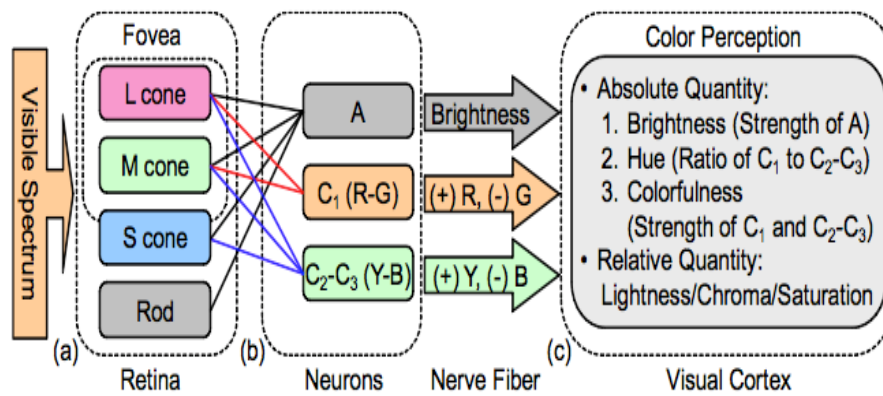 Visible Spectrum
(a)
Fovea
L cone
M cone
S cone
Rod
Retina
(b)
A
C1 (R-G)
C2-C3 (Y-B)
Neurons
Brightness
(+) R, (-) G
(+) Y, (-) B
Nerve Fiber
(c)
Color Perception
• Absolute Quantity:
1. Brightness (Strength of A)
2. Hue (Ratio of C1 to C2-C3)
3. Colorfulness
(Strength of C1 and C2-C3)
• Relative Quantity:
Lightness/Chroma/Saturation
Visual Cortex